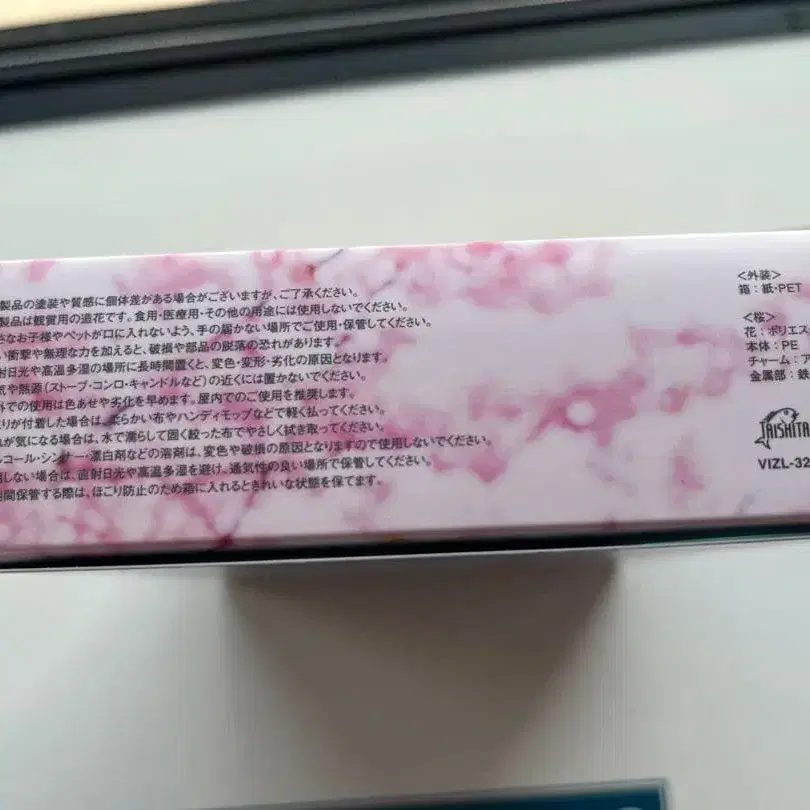 製品の塗装や質感に個体差がある場合がございますが、ご了承ください。
製品は観賞用の造花です。食用・医療用・その他の用途には使用しないでください。
さなお子様やペットが口に入れないよう、手の届かない場所でご使用・保管してください。
い衝撃や無理な力を加えると、破損や部品の脱落の恐れがあります。
射日光や高温多湿の場所に長時間置くと、変色・変形・劣化の原因となります。
気や熱源(ストーブ・コンロ・キャンドルなど)の近くには置かないでください。
外での使用は色あせや劣化を早めます。屋内でのご使用を推奨します。
こりが付着した場合は、柔らかい布やハンディモップなどで軽く払ってください。
れが気になる場合は、水で濡らして固く絞った布でやさしく拭き取ってください。
ルコール・シンナー・漂白剤などの溶剤は、変色や破損の原因となりますので使用しないでください。
用しない場合は、直射日光や高温多湿を避け、通気性の良い場所で保管してください。
期間保管する際は、ほこり防止のため箱に入れるときれいな状態を保てます。
<外装>
箱:紙・PET
<桜>
花:ポリエス
本体:PE
チャーム:ア
金属部:鉄
TAISHITA
VIZL-32